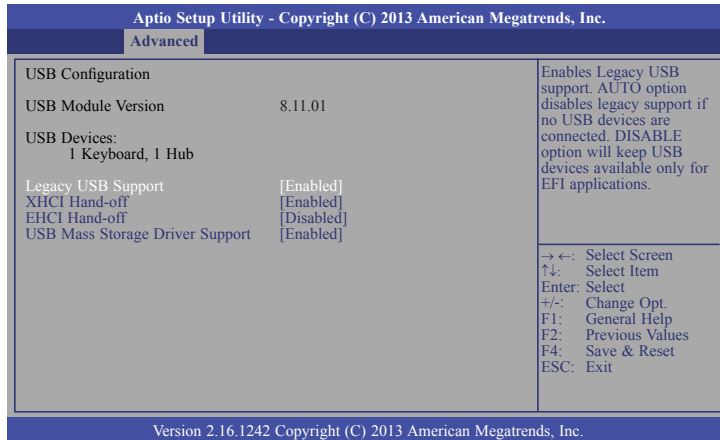 Aptio Setup Utility - Copyright (C) 2013 American Megatrends, Inc.
Advanced
USB Configuration
USB Module Version 8.11.01
USB Devices:
1 Keyboard, 1 Hub
Legacy USB Support [Enabled]
XHCI Hand-off [Enabled]
EHCI Hand-off [Disabled]
USB Mass Storage Driver Support [Enabled]
Enables Legacy USB
support. AUTO option
disables legacy support if
no USB devices are
connected. DISABLE
option will keep USB
devices available only for
EFI applications.
→←: Select Screen
↑↓: Select Item
Enter: Select
+/-: Change Opt.
F1: General Help
F2: Previous Values
F4: Save & Reset
ESC: Exit
Version 2.16.1242 Copyright (C) 2013 American Megatrends, Inc.